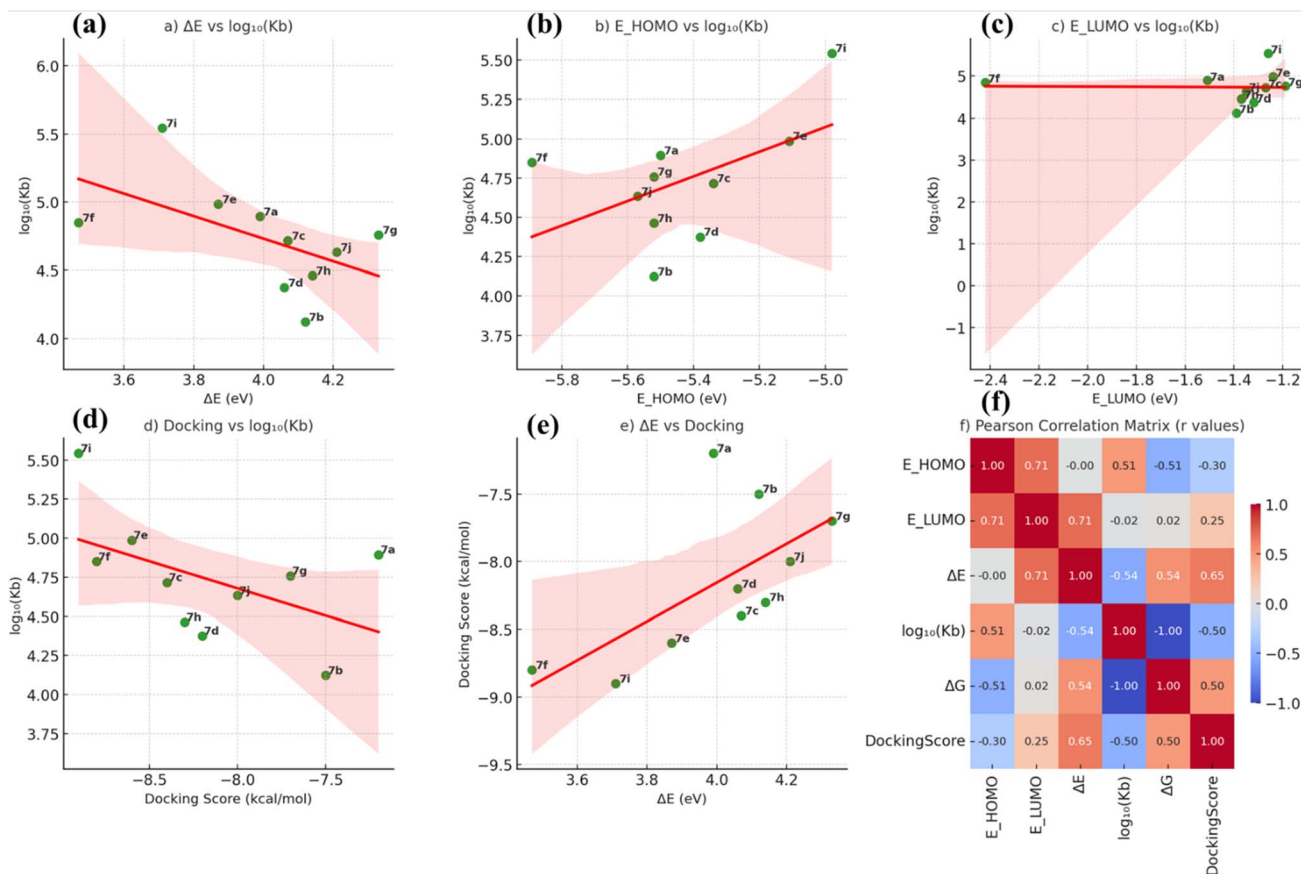 (a)
a) ΔE vs log₁₀(Kb)
log₁₀(Kb)
6.0
5.5
5.0
4.5
4.0
7i
7f
7e
7a
7g
7c
7j
7h
7d
7b
3.6
3.8
4.0
4.2
ΔE (eV)
(b)
b) E_HOMO vs log₁₀(Kb)
log₁₀(Kb)
5.50
5.25
5.00
4.75
4.50
4.25
4.00
3.75
7i
7e
7f
7a
7g
7c
7j
7h
7d
7b
−5.8
−5.6
−5.4
−5.2
−5.0
E_HOMO (eV)
(c)
c) E_LUMO vs log₁₀(Kb)
log₁₀(Kb)
5
4
3
2
1
0
−1
7i
7f
7a
7e
7g
7c
7j
7h
7d
7b
−2.4
−2.2
−2.0
−1.8
−1.6
−1.4
−1.2
E_LUMO (eV)
(d)
d) Docking vs log₁₀(Kb)
log₁₀(Kb)
5.50
5.25
5.00
4.75
4.50
4.25
4.00
3.75
7i
7e
7f
7a
7c
7g
7j
7h
7d
7b
−8.5
−8.0
−7.5
Docking Score (kcal/mol)
(e)
e) ΔE vs Docking
Docking Score (kcal/mol)
−7.5
−8.0
−8.5
−9.0
−9.5
7a
7b
7g
7j
7d
7h
7c
7e
7f
7i
3.6
3.8
4.0
4.2
ΔE (eV)
(f)
f) Pearson Correlation Matrix (r values)
E_HOMO 1.00 0.71 -0.00 0.51 -0.51 -0.30
E_LUMO 0.71 1.00 0.71 -0.02 0.02 0.25
ΔE -0.00 0.71 1.00 -0.54 0.54 0.65
log₁₀(Kb) 0.51 -0.02 -0.54 1.00 -1.00 -0.50
ΔG -0.51 0.02 0.54 -1.00 1.00 0.50
DockingScore -0.30 0.25 0.65 -0.50 0.50 1.00
E_HOMO
E_LUMO
ΔE
log₁₀(Kb)
ΔG
DockingScore
1.0
0.5
0.0
−0.5
−1.0